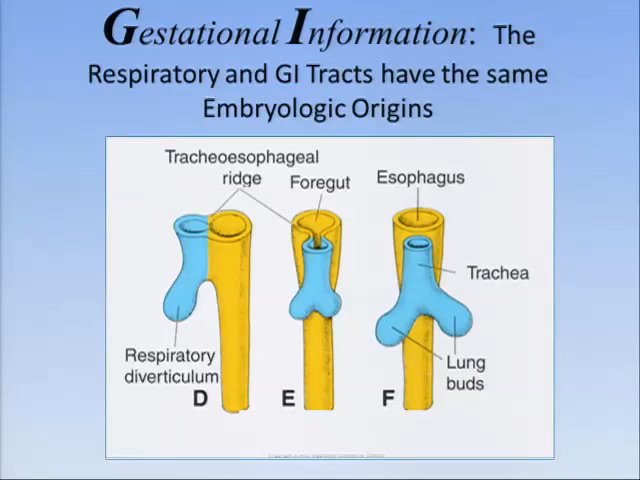 Gestational Information: The
Respiratory and GI Tracts have the same
Embryologic Origins
Tracheoesophageal
ridge
Foregut
Esophagus
Trachea
Respiratory
diverticulum
Lung
buds
D
E
F